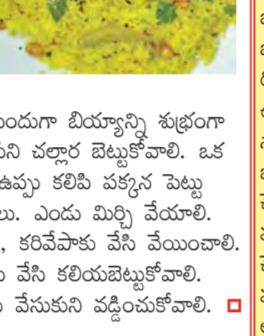 ముందుగా బియ్యాన్ని శుభ్రంగా
చల్లార బెట్టుకోవాలి. ఒక
ఉప్పు కలిపి పక్కన పెట్టు
ఎండు మిర్చి వేయాలి.
, కరివేపాకు వేసి వేయించాలి.
వేసి కలియబెట్టుకోవాలి.
వేసుకుని వడ్డించుకోవాలి.